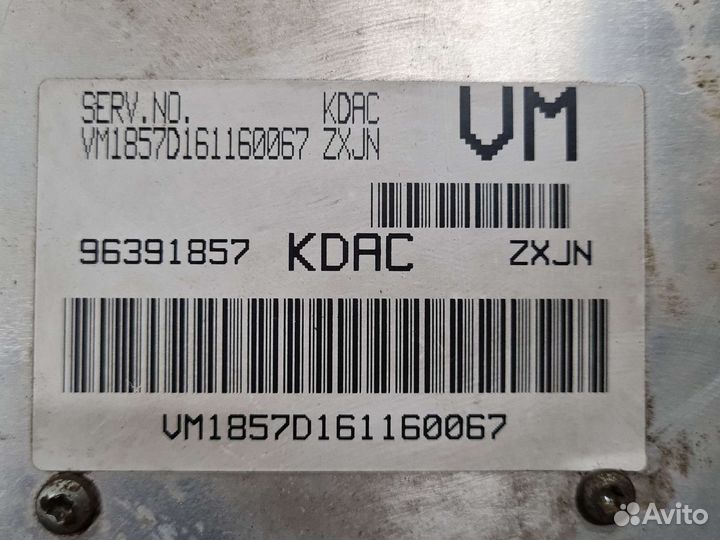 SERV.NO. KDAC VM
VM1857D161160067 ZXJN
96391857 KDAC ZXJN
VM1857D161160067
Avito